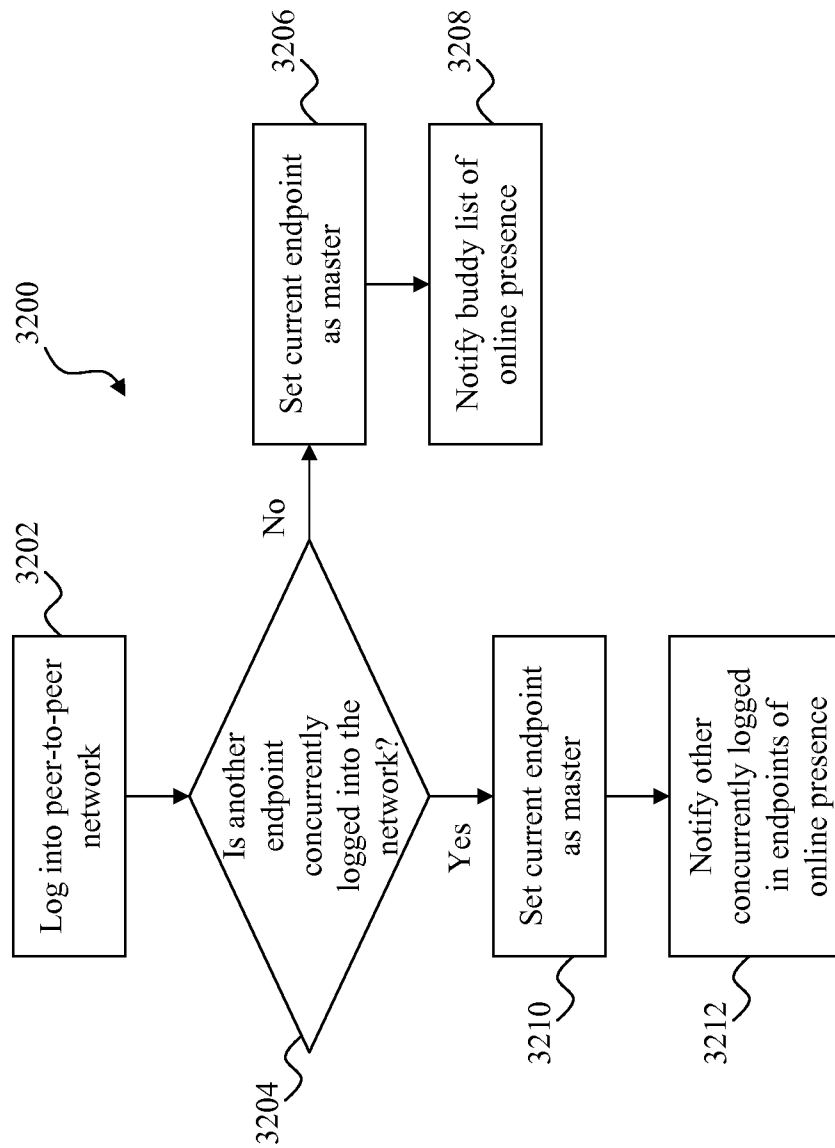 3200
Log into peer-to-peer
network
3202
Is another
endpoint
concurrently
logged into the
network?
3204
No
Set current endpoint
as master
3206
Notify buddy list of
online presence
3208
Yes
Set current endpoint
as master
3210
Notify other
concurrently logged
in endpoints of
online presence
3212